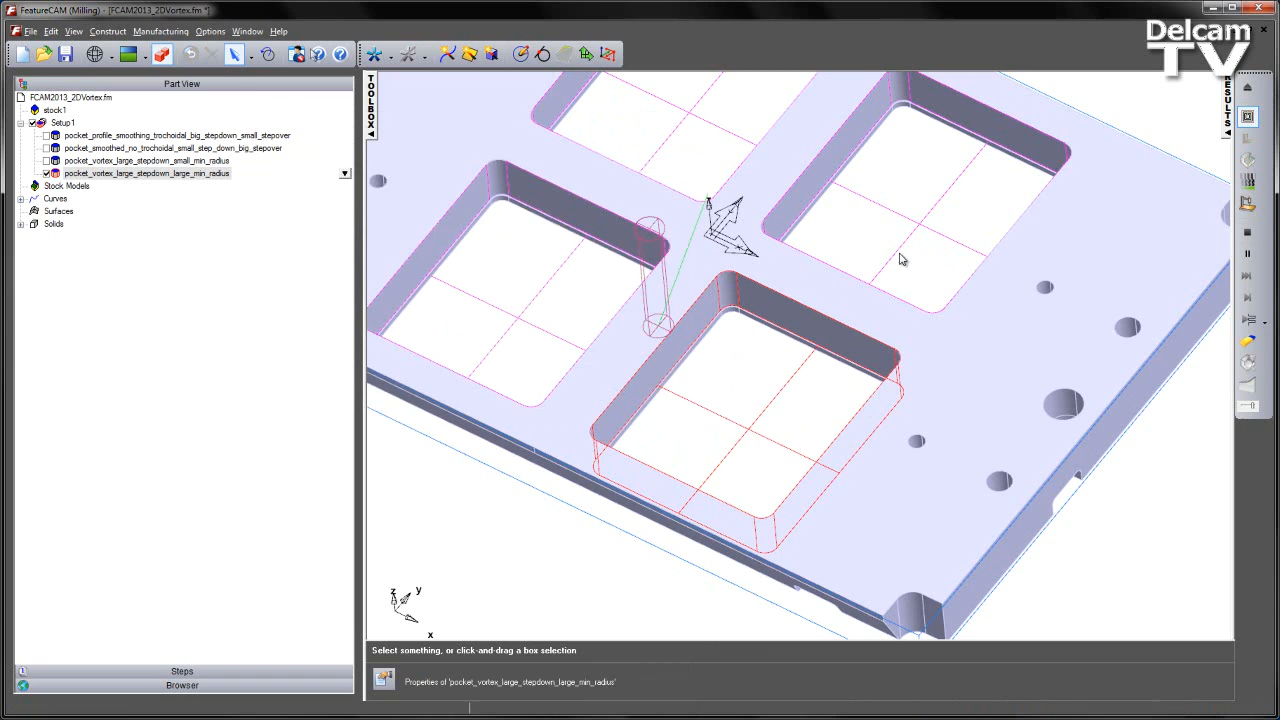 FeatureCAM (Milling) - [FCAM2013_2DVortex.fm *]
File Edit View Construct Manufacturing Options Window Help
Delcam
TV
Part View
FCAM2013_2DVortex.fm
stock1
Setup1
pocket_profile_smoothing_trochoidal_big_stepdown_small_stepover
pocket_smoothed_no_trochoidal_small_step_down_big_stepover
pocket_vortex_large_stepdown_small_min_radius
pocket_vortex_large_stepdown_large_min_radius
Stock Models
Curves
Surfaces
Solids
TOOLBOX
RESULTS
z
y
x
Select something, or click-and-drag a box selection
Steps
Properties of 'pocket_vortex_large_stepdown_large_min_radius'
Browser